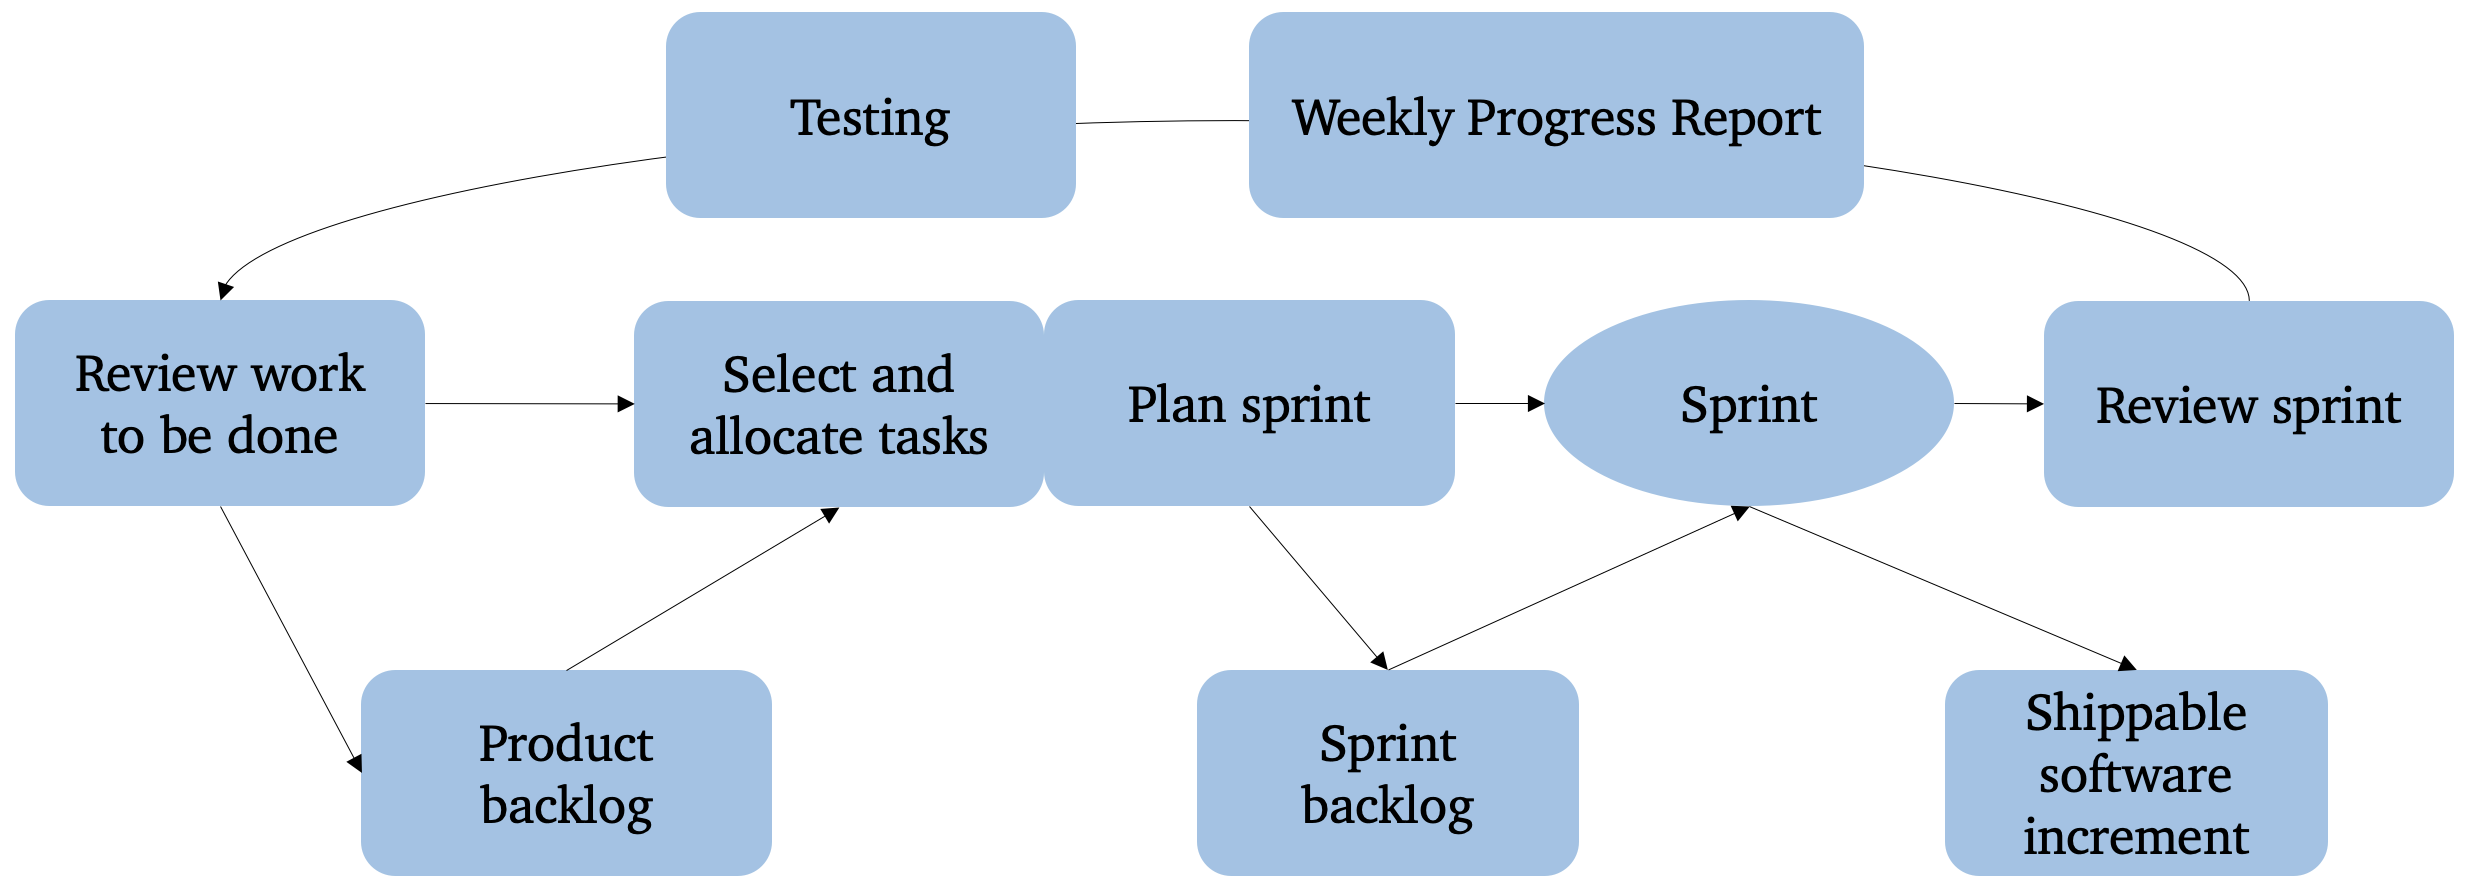 Testing
Weekly Progress Report
Review work
to be done
Select and
allocate tasks
Plan sprint
Sprint
Review sprint
Product
backlog
Sprint
backlog
Shippable
software
increment